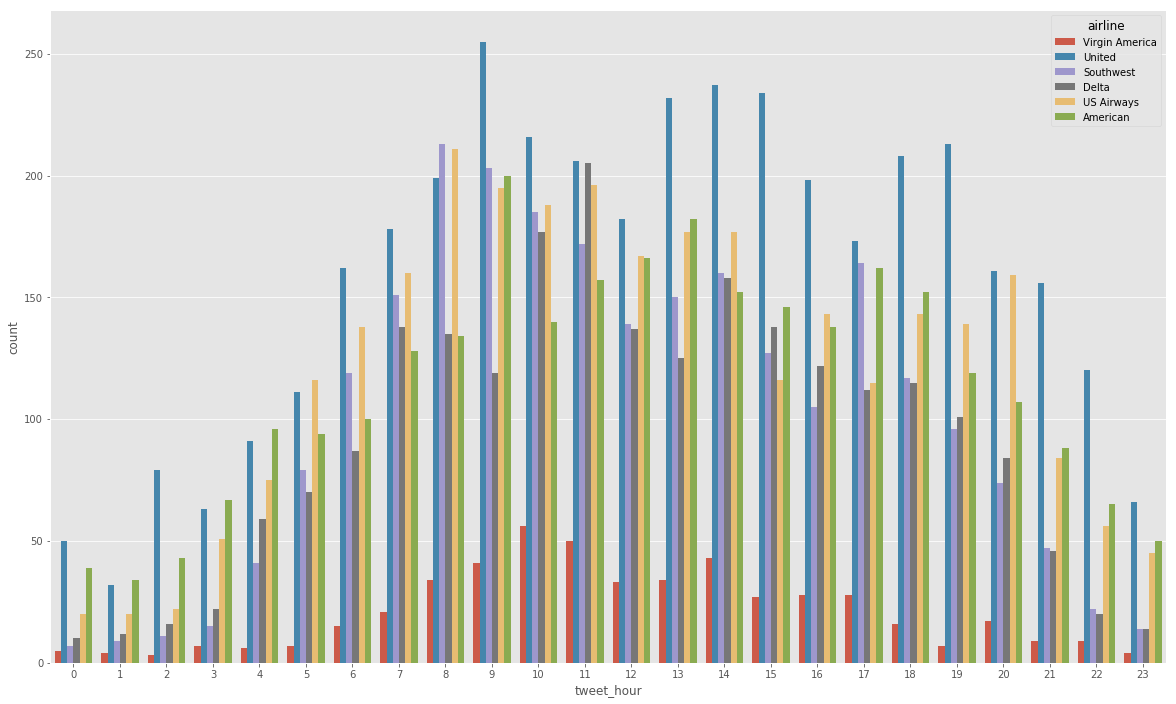 airline
Virgin America
United
Southwest
Delta
US Airways
American
count
250
200
150
100
50
0
0 1 2 3 4 5 6 7 8 9 10 11 12 13 14 15 16 17 18 19 20 21 22 23
tweet_hour